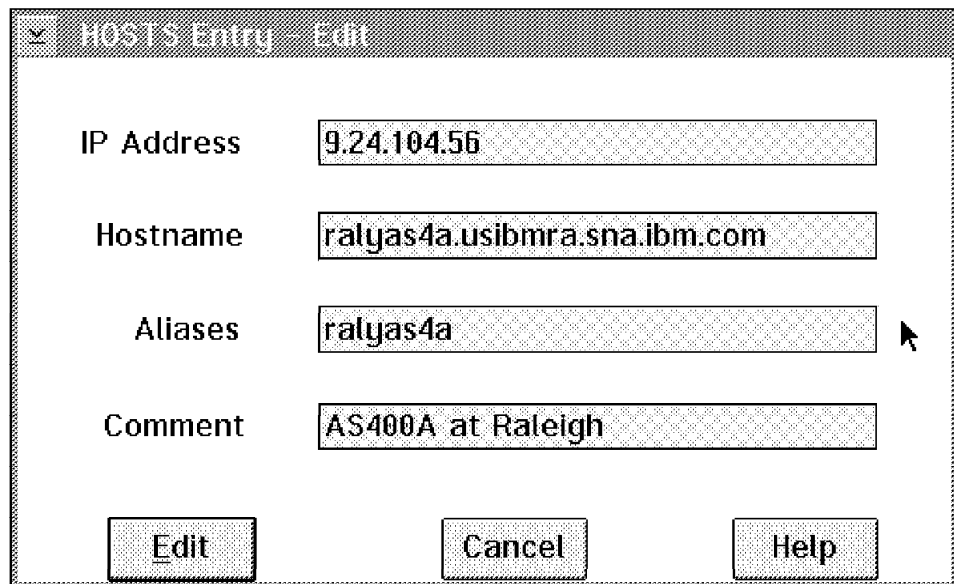 HOSTS Entry - Edit
IP Address 9.24.104.56
Hostname ralyas4a.usibmra.sna.ibm.com
Aliases ralyas4a
Comment AS400A at Raleigh
Edit Cancel Help